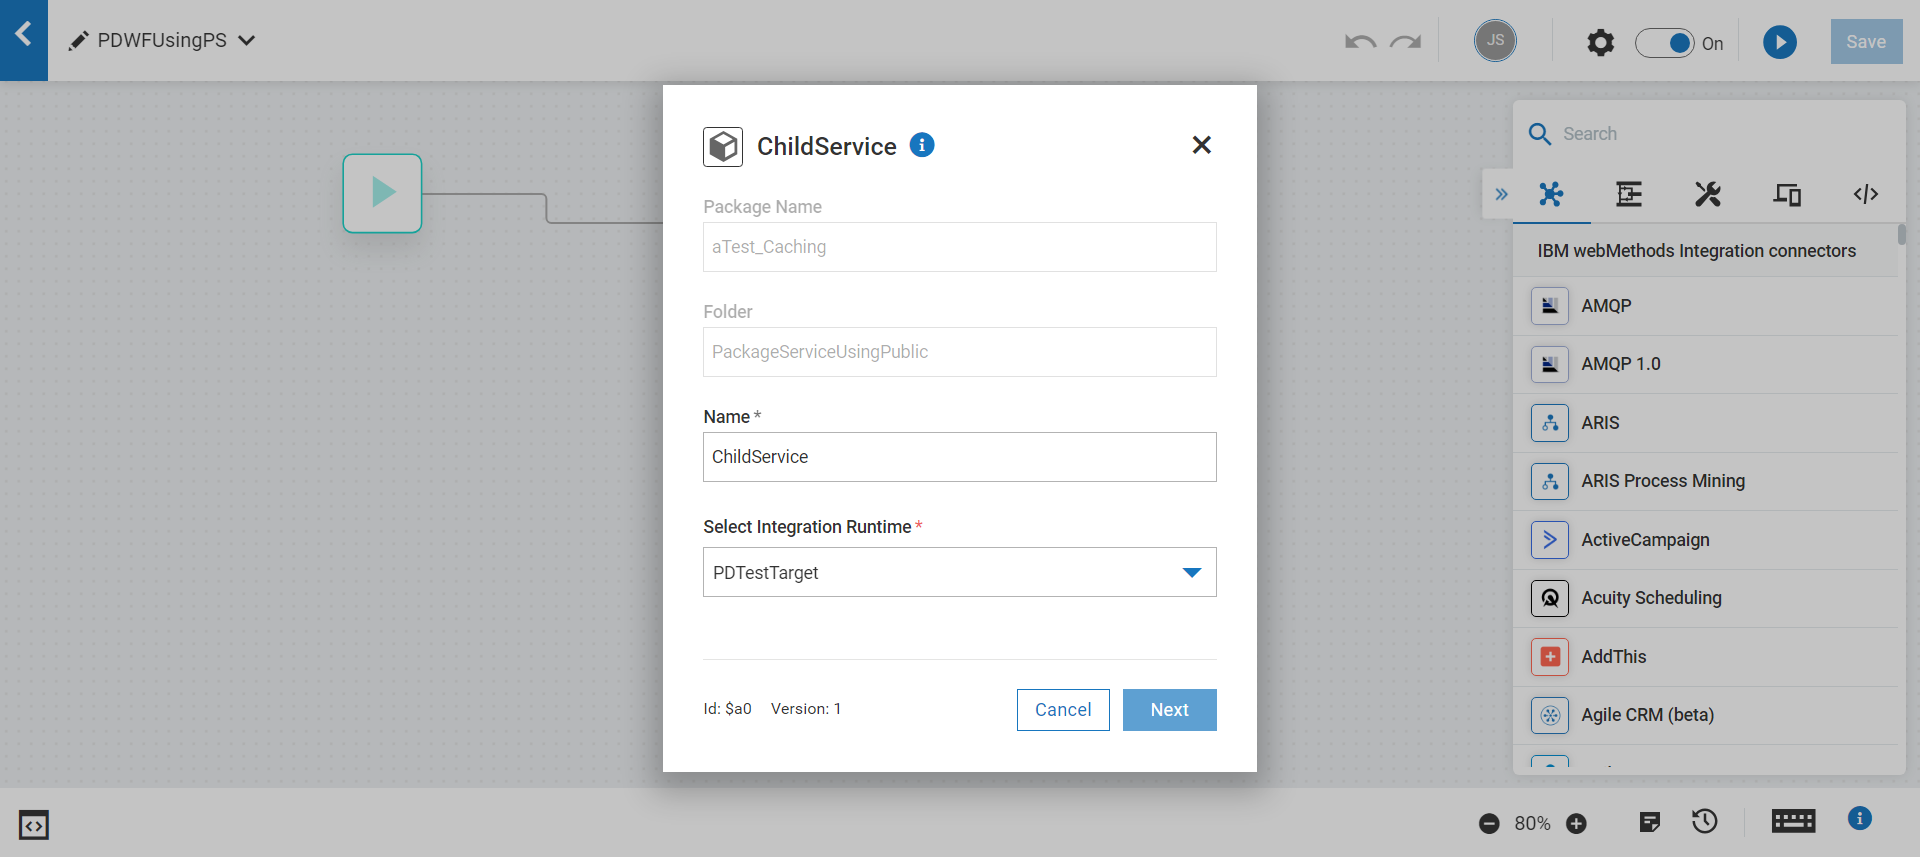 PDWFUsingPS
JS
On
Save
ChildService
Package Name
aTest_Caching
Folder
PackageServiceUsingPublic
Name *
ChildService
Select Integration Runtime *
PDTestTarget
Id: $a0 Version: 1
Cancel
Next
Search
IBM webMethods Integration connectors
AMQP
AMQP 1.0
ARIS
ARIS Process Mining
ActiveCampaign
Acuity Scheduling
AddThis
Agile CRM (beta)
80%